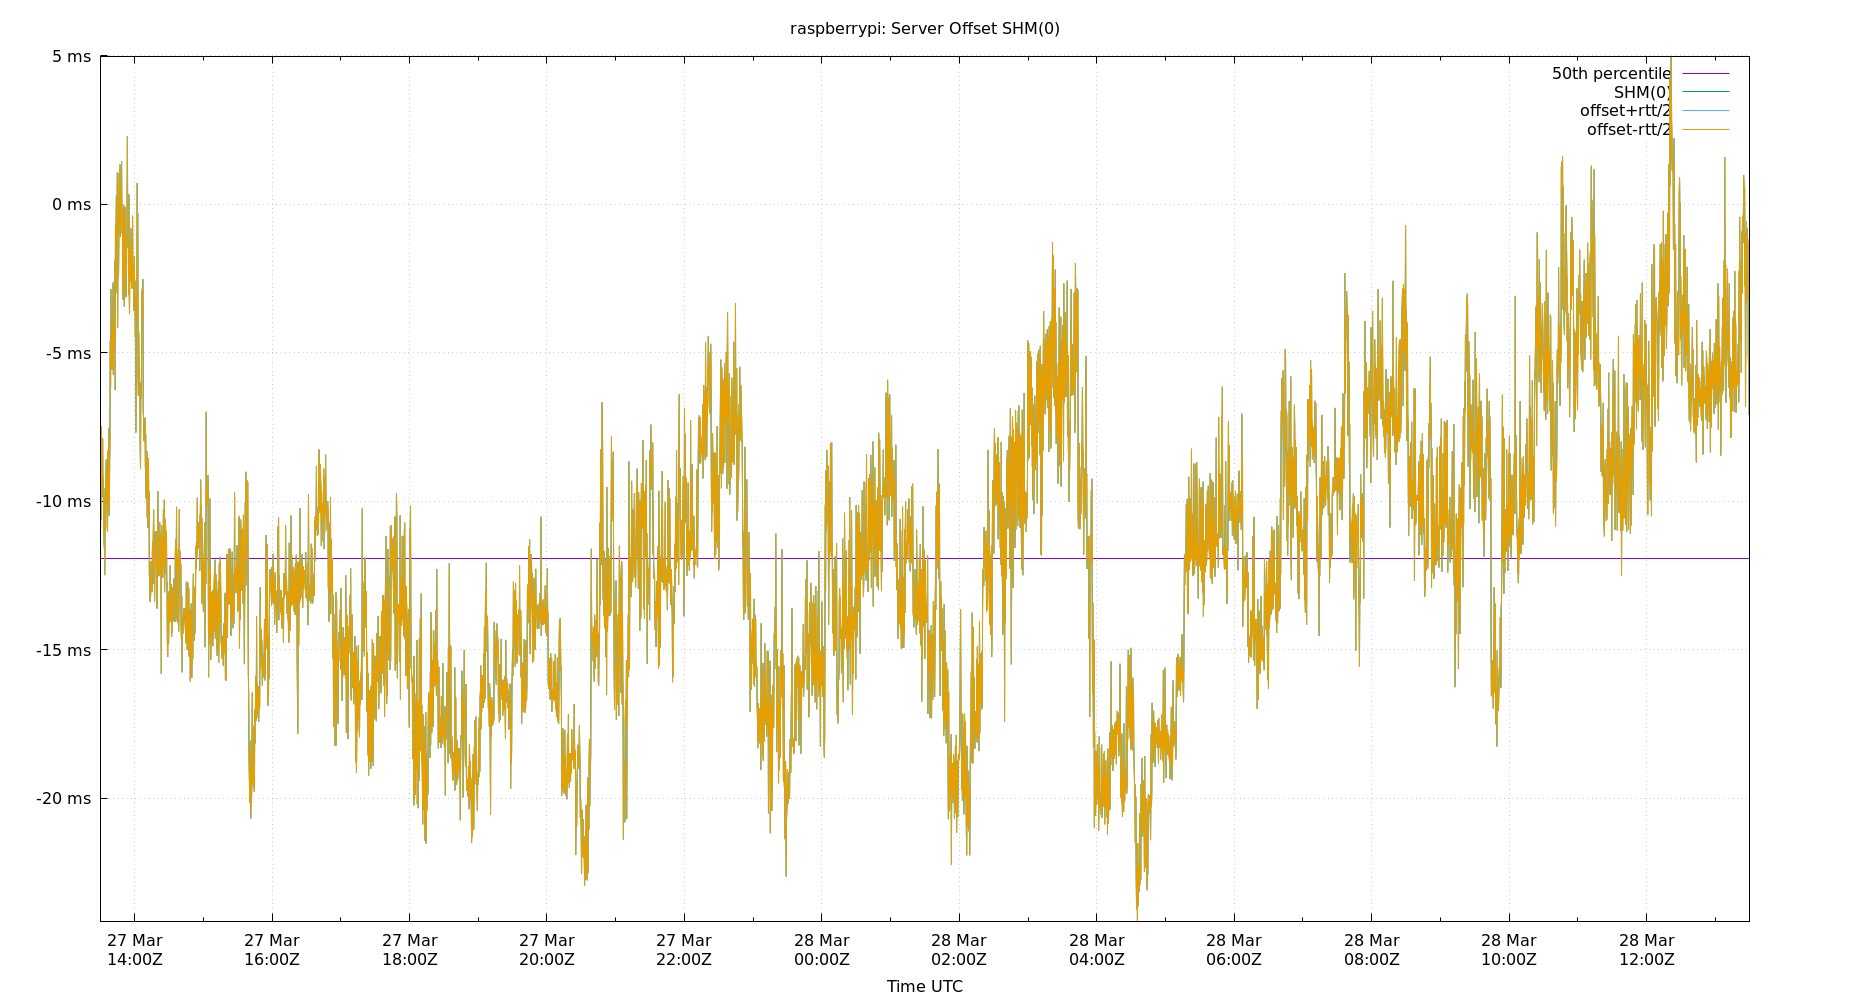 raspberrypi: Server Offset SHM(0)
5 ms
0 ms
-5 ms
-10 ms
-15 ms
-20 ms
50th percentile
SHM(0)
offset+rtt/2
offset-rtt/2
27 Mar 27 Mar 27 Mar 27 Mar 27 Mar 28 Mar 28 Mar 28 Mar 28 Mar 28 Mar 28 Mar 28 Mar
14:00Z 16:00Z 18:00Z 20:00Z 22:00Z 00:00Z 02:00Z 04:00Z 06:00Z 08:00Z 10:00Z 12:00Z
Time UTC